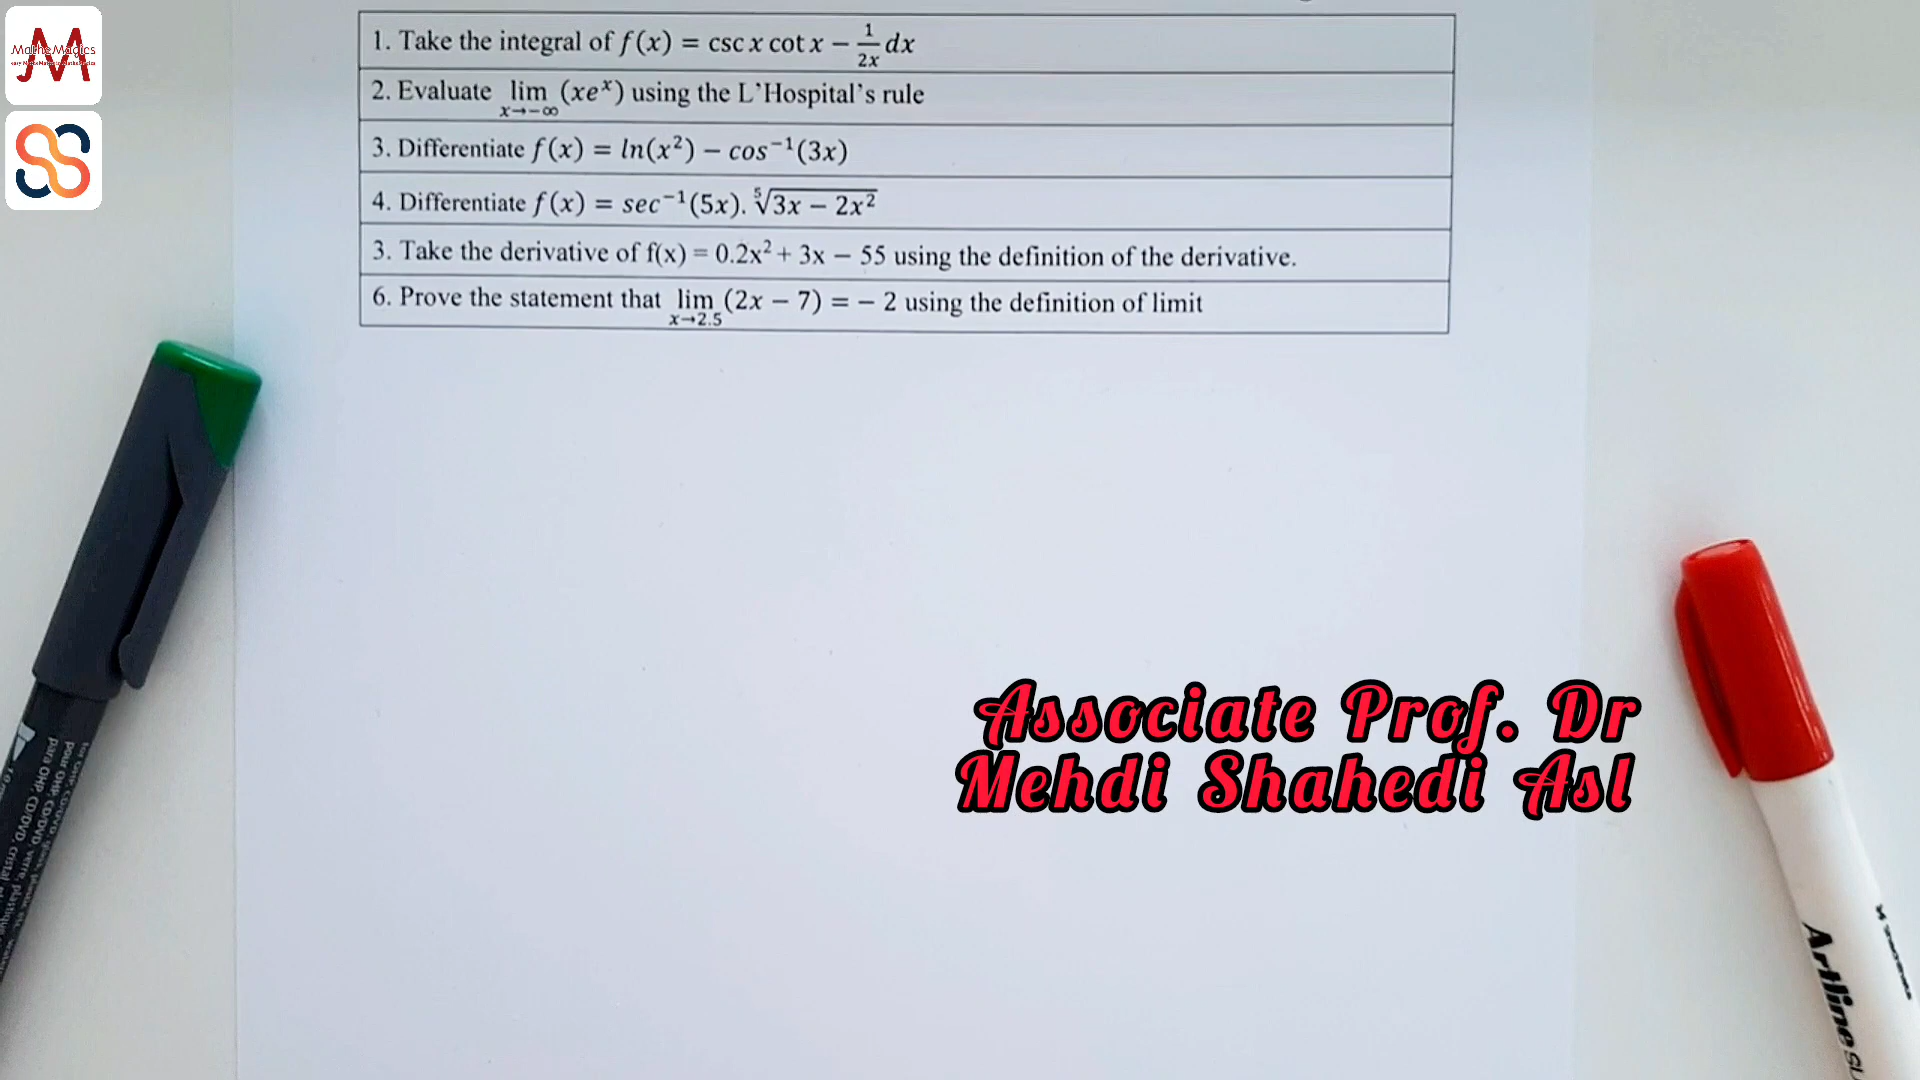 MatheMagics
1. Take the integral of f(x) = csc x cot x − 1/2x dx
2. Evaluate lim x→−∞ (xeˣ) using the L’Hospital’s rule
3. Differentiate f(x) = ln(x²) − cos⁻¹(3x)
4. Differentiate f(x) = sec⁻¹(5x). ⁵√3x − 2x²
3. Take the derivative of f(x) = 0.2x² + 3x − 55 using the definition of the derivative.
6. Prove the statement that lim x→2.5 (2x − 7) = − 2 using the definition of limit
Associate Prof. Dr
Mehdi Shahedi Asl
Artline